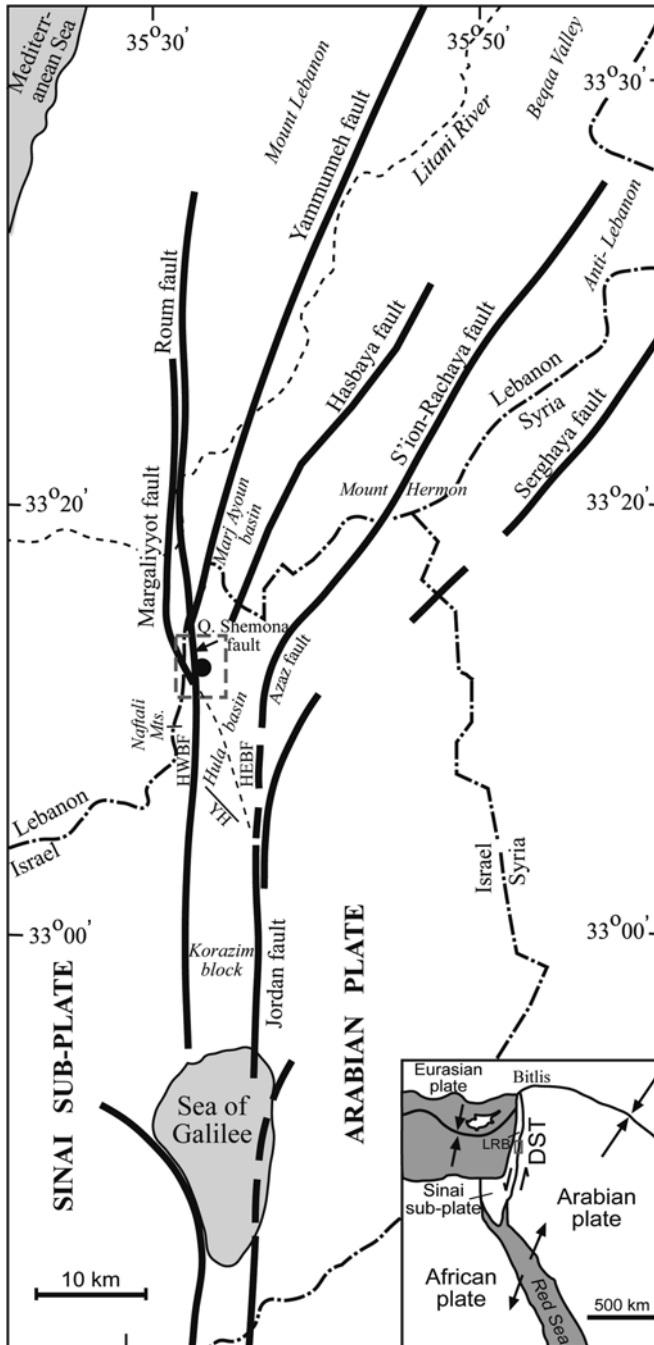 35°30'
35°50'
Mediterr-
anean Sea
Mount Lebanon
Beqaa Valley
33°30'
Yammunneh fault
Litani River
Roum fault
Anti- Lebanon
Hasbaya fault
S'ion-Rachaya fault
Lebanon
Syria
Serghaya fault
Margaliyyot fault
Marj Ayoun
basin
Mount Hermon
33°20'
33°20'
Q. Shemona
fault
Azaz fault
Naftali
Mts.
HWBF
Hula basin
HEBF
YH
Lebanon
Israel
Israel
Syria
33°00'
33°00'
Korazim
block
Jordan fault
SINAI SUB-PLATE
ARABIAN PLATE
Sea of
Galilee
10 km
Eurasian
plate
Bitlis
LRB
DST
Sinai
sub-plate
Arabian
plate
African
plate
Red Sea
500 km